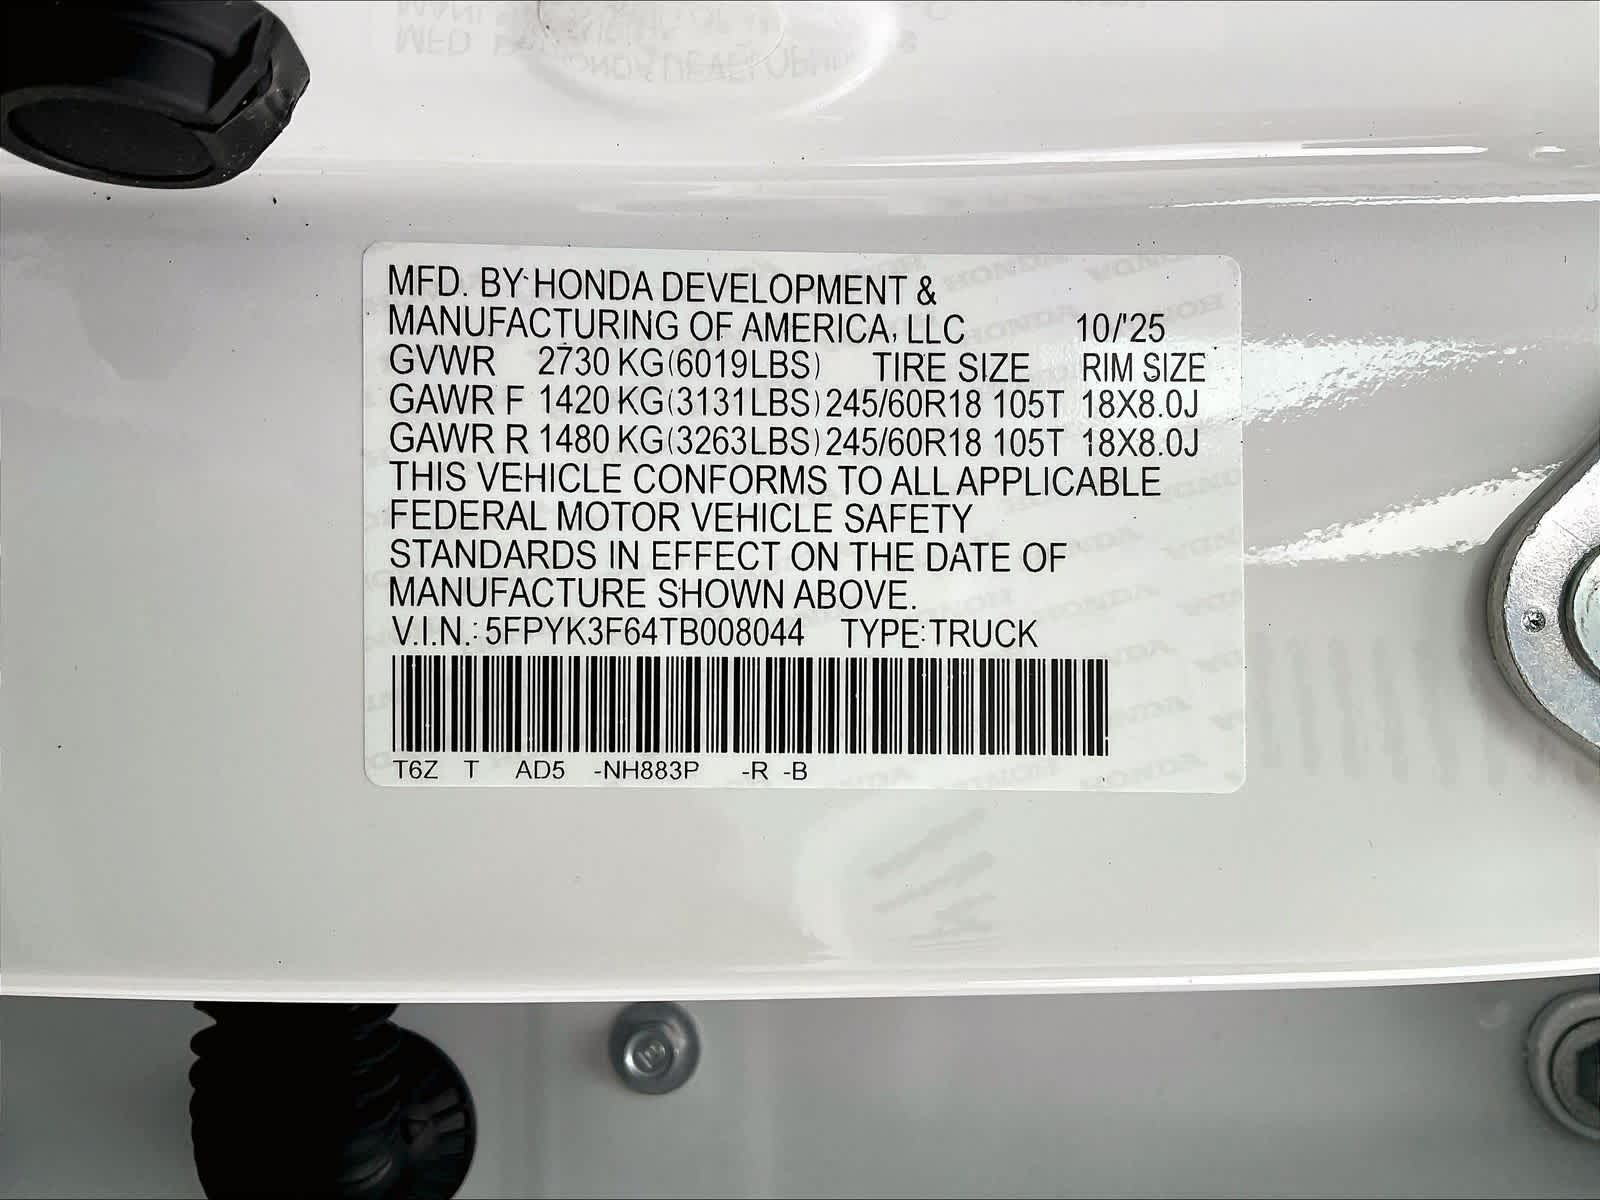 MFD. BY HONDA DEVELOPMENT &
MANUFACTURING OF AMERICA, LLC 10/'25
GVWR 2730 KG(6019LBS) TIRE SIZE RIM SIZE
GAWR F 1420 KG(3131LBS) 245/60R18 105T 18X8.0J
GAWR R 1480 KG(3263LBS) 245/60R18 105T 18X8.0J
THIS VEHICLE CONFORMS TO ALL APPLICABLE
FEDERAL MOTOR VEHICLE SAFETY
STANDARDS IN EFFECT ON THE DATE OF
MANUFACTURE SHOWN ABOVE.
V.I.N.: 5FPYK3F64TB008044 TYPE:TRUCK
T6Z T AD5 -NH883P -R -B